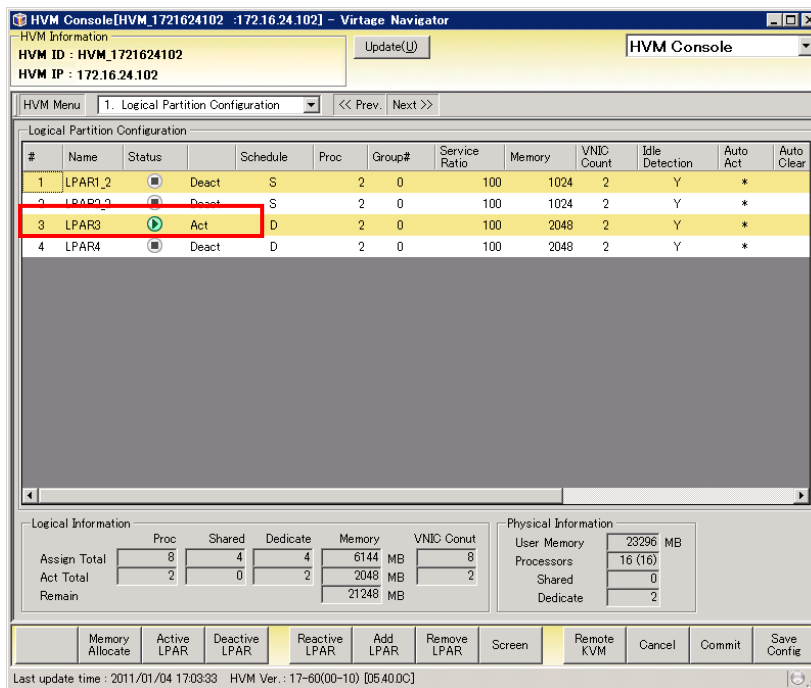 HVM Console[HVM_1721624102 :172.16.24.102] - Virtage Navigator
HVM Information
HVM ID : HVM_1721624102
HVM IP : 172.16.24.102
Update(U)
HVM Console
HVM Menu 1. Logical Partition Configuration << Prev. Next >>
Logical Partition Configuration
# Name Status Schedule Proc Group# Service Ratio Memory VNIC Count Idle Detection Auto Act Auto Clear
1 LPAR1_2 Deact S 2 0 100 1024 2 Y *
2 LPAR2_2 Deact S 2 0 100 1024 2 Y *
3 LPAR3 Act D 2 0 100 2048 2 Y *
4 LPAR4 Deact D 2 0 100 2048 2 Y *
Logical Information
Proc Shared Dedicate Memory VNIC Conut
Assign Total 8 4 4 6144 MB 8
Act Total 2 0 2 2048 MB 2
Remain 21248 MB
Physical Information
User Memory 23296 MB
Processors 16 (16)
Shared 0
Dedicate 2
Memory Allocate Active LPAR Deactive LPAR Reactive LPAR Add LPAR Remove LPAR Screen Remote KVM Cancel Commit Save Config
Last update time : 2011/01/04 17:03:33 HVM Ver. : 17-60(00-10) [05.40.0C]